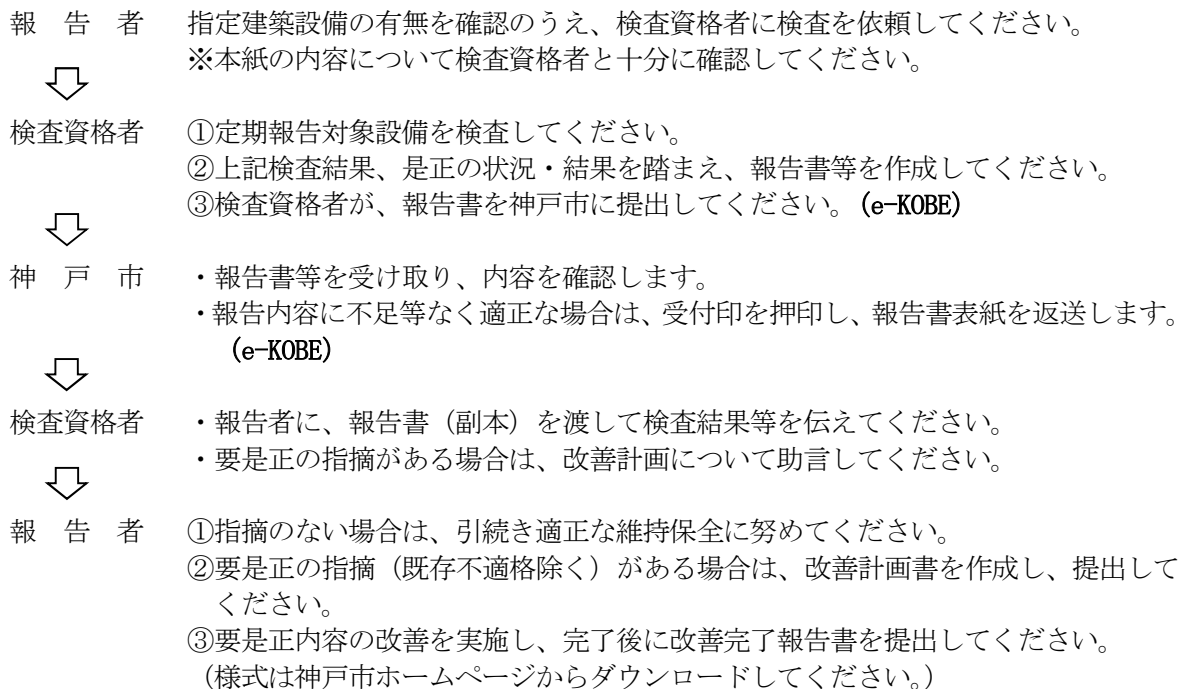 報　告　者　指定建築設備の有無を確認のうえ、検査資格者に検査を依頼してください。
※本紙の内容について検査資格者と十分に確認してください。
検査資格者　①定期報告対象設備を検査してください。
②上記検査結果、是正の状況・結果を踏まえ、報告書等を作成してください。
③検査資格者が、報告書を神戸市に提出してください。(e-KOBE)
神　戸　市　・報告書等を受け取り、内容を確認します。
・報告内容に不足等なく適正な場合は、受付印を押印し、報告書表紙を返送します。
(e-KOBE)
検査資格者　・報告者に、報告書（副本）を渡して検査結果等を伝えてください。
・要是正の指摘がある場合は、改善計画について助言してください。
報　告　者　①指摘のない場合は、引続き適正な維持保全に努めてください。
②要是正の指摘（既存不適格除く）がある場合は、改善計画書を作成し、提出して
ください。
③要是正内容の改善を実施し、完了後に改善完了報告書を提出してください。
（様式は神戸市ホームページからダウンロードしてください。）